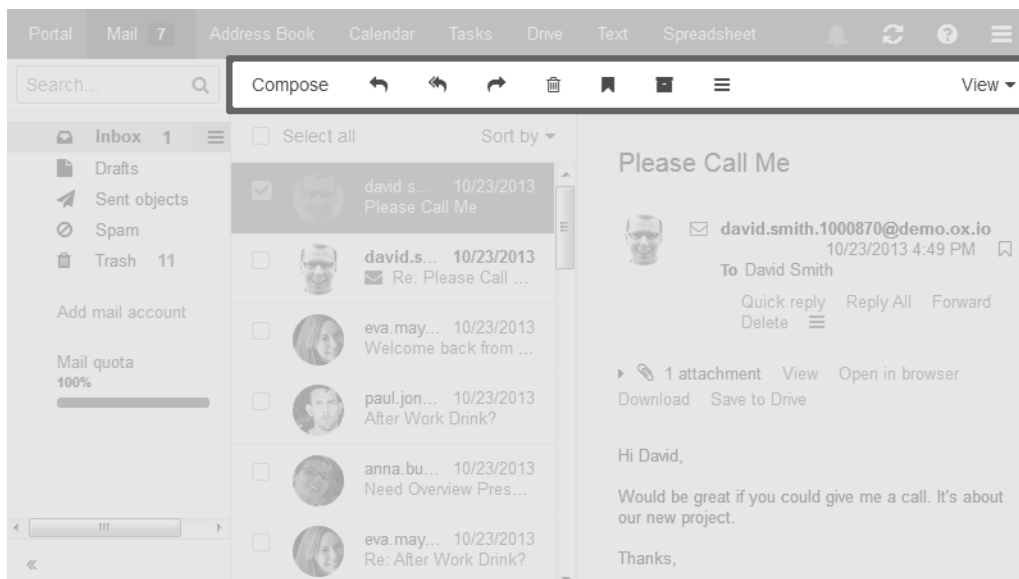 Portal Mail 7 Address Book Calendar Tasks Drive Text Spreadsheet
Search...
Compose View
Inbox 1
Drafts
Sent objects
Spam
Trash 11
Add mail account
Mail quota
100%
Select all Sort by
david.s... 10/23/2013
Please Call Me
david.s... 10/23/2013
Re: Please Call ...
eva.may... 10/23/2013
Welcome back from ...
paul.jon... 10/23/2013
After Work Drink?
anna.bu... 10/23/2013
Need Overview Pres...
eva.may... 10/23/2013
Re: After Work Drink?
Please Call Me
david.smith.1000870@demo.ox.io
10/23/2013 4:49 PM
To David Smith
Quick reply Reply All Forward
Delete
1 attachment View Open in browser
Download Save to Drive
Hi David,
Would be great if you could give me a call. It's about
our new project.
Thanks,